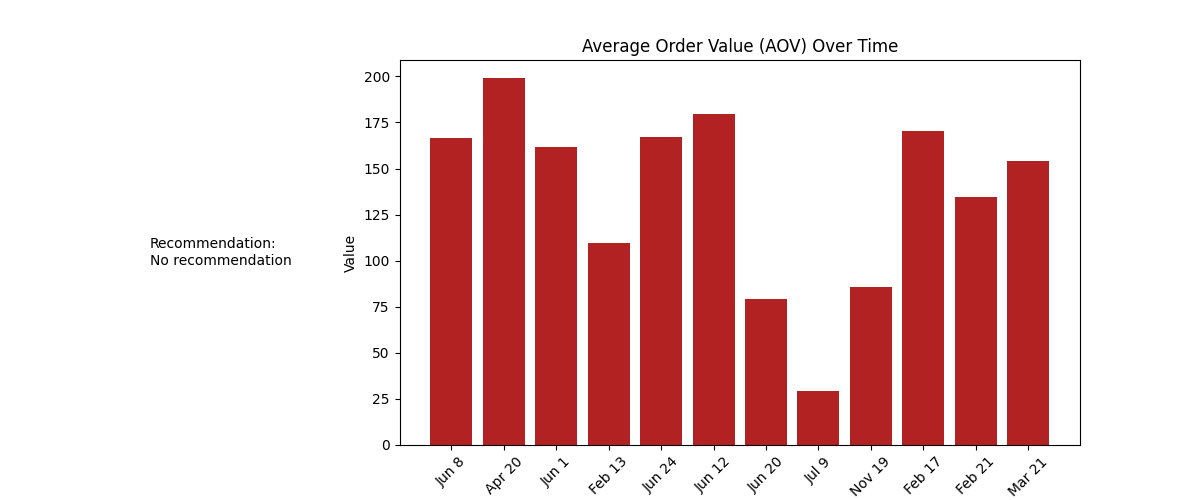 Average Order Value (AOV) Over Time
Recommendation:
No recommendation
Value
200
175
150
125
100
75
50
25
0
Jun 8
Apr 20
Jun 1
Feb 13
Jun 24
Jun 12
Jun 20
Jul 9
Nov 19
Feb 17
Feb 21
Mar 21